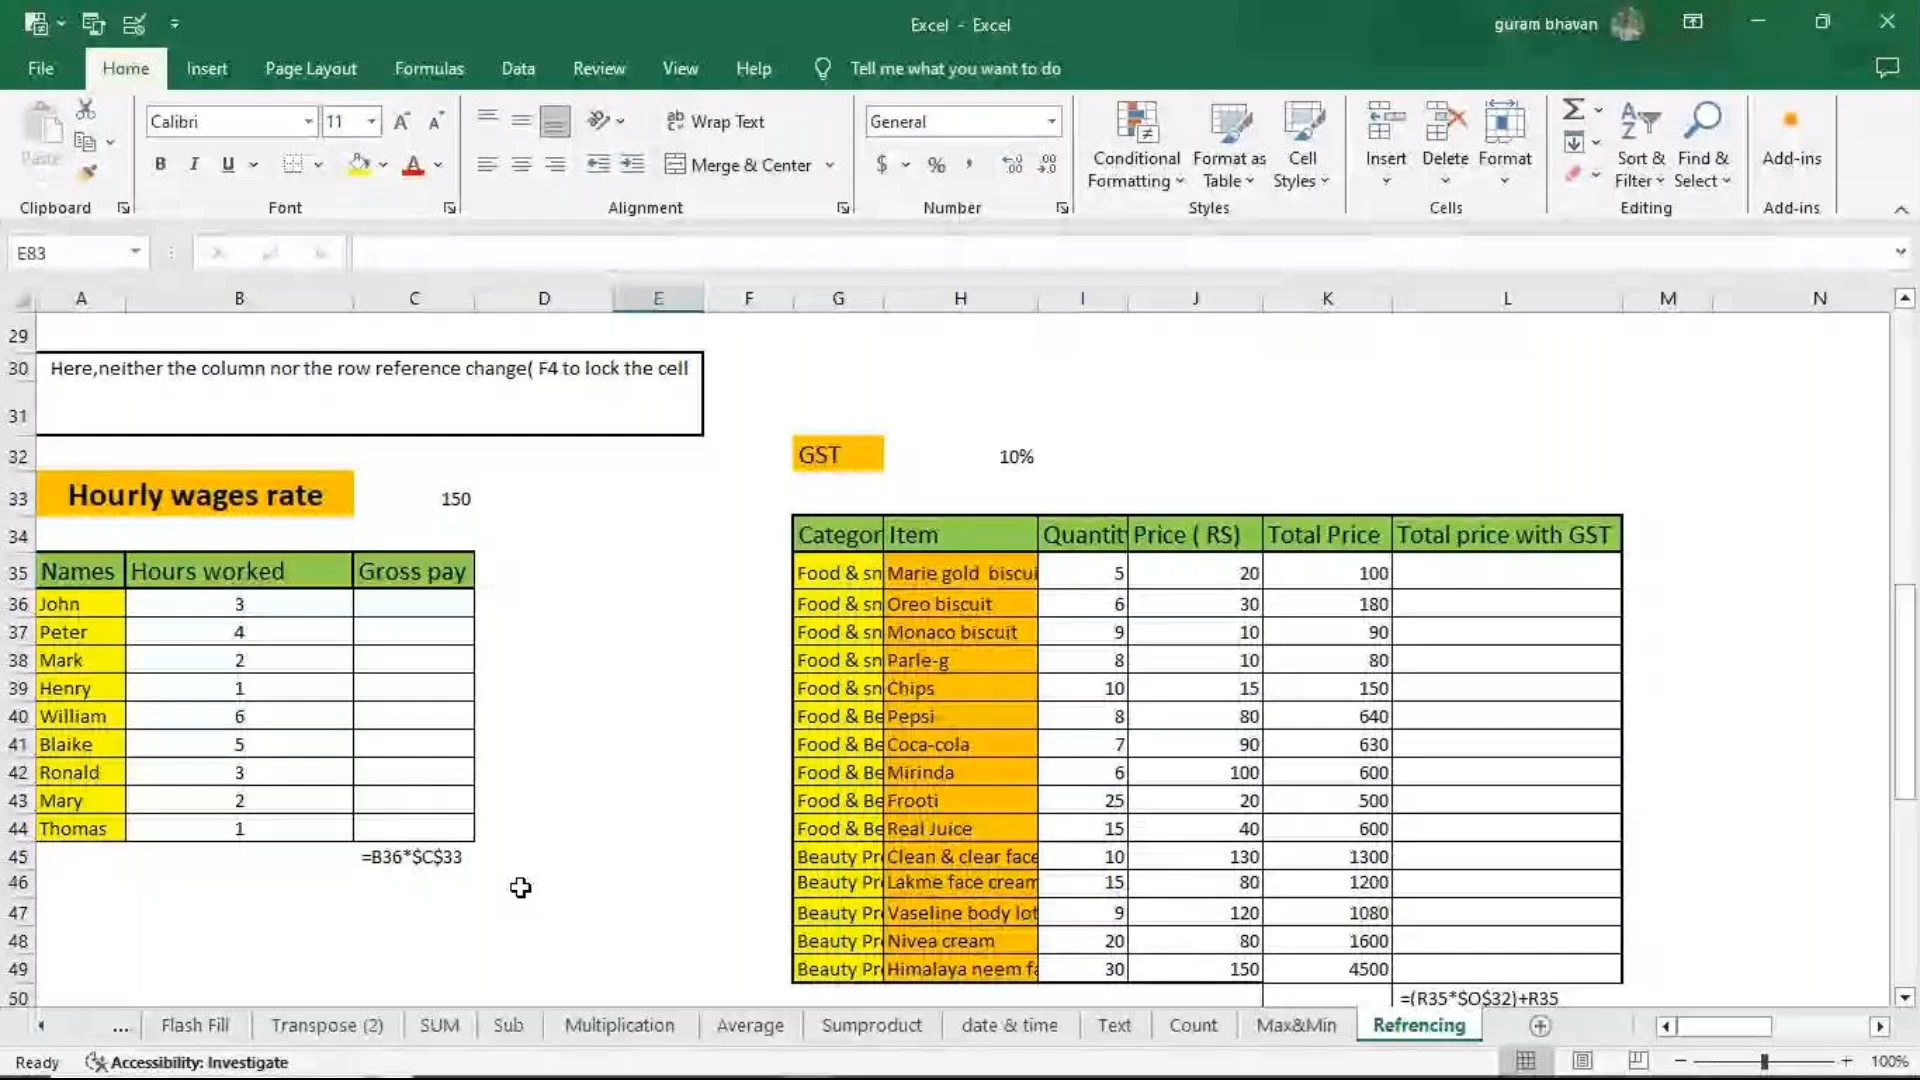 Excel - Excel
guram bhavan
File Home Insert Page Layout Formulas Data Review View Help Tell me what you want to do
Paste
Calibri 11
B I U
Wrap Text
Merge & Center
General
$ %
Conditional Formatting
Format as Table
Cell Styles
Insert Delete Format
Sort & Filter
Find & Select
Add-ins
Clipboard Font Alignment Number Styles Cells Editing Add-ins
E83
A B C D E F G H I J K L M N
29
30 Here,neither the column nor the row reference change( F4 to lock the cell
31
32 GST 10%
33 Hourly wages rate 150
34 Categor Item Quantit Price ( RS) Total Price Total price with GST
35 Names Hours worked Gross pay Food & sn Marie gold biscui 5 20 100
36 John 3 Food & sn Oreo biscuit 6 30 180
37 Peter 4 Food & sn Monaco biscuit 9 10 90
38 Mark 2 Food & sn Parle-g 8 10 80
39 Henry 1 Food & sn Chips 10 15 150
40 William 6 Food & Be Pepsi 8 80 640
41 Blaike 5 Food & Be Coca-cola 7 90 630
42 Ronald 3 Food & Be Mirinda 6 100 600
43 Mary 2 Food & Be Frooti 25 20 500
44 Thomas 1 Food & Be Real Juice 15 40 600
45 =B36*$C$33 Beauty Pr Clean & clear face 10 130 1300
46 Beauty Pr Lakme face cream 15 80 1200
47 Beauty Pr Vaseline body lot 9 120 1080
48 Beauty Pr Nivea cream 20 80 1600
49 Beauty Pr Himalaya neem fa 30 150 4500
50 =(R35*$O$32)+R35
... Flash Fill Transpose (2) SUM Sub Multiplication Average Sumproduct date & time Text Count Max&Min Refrencing
Ready Accessibility: Investigate 100%